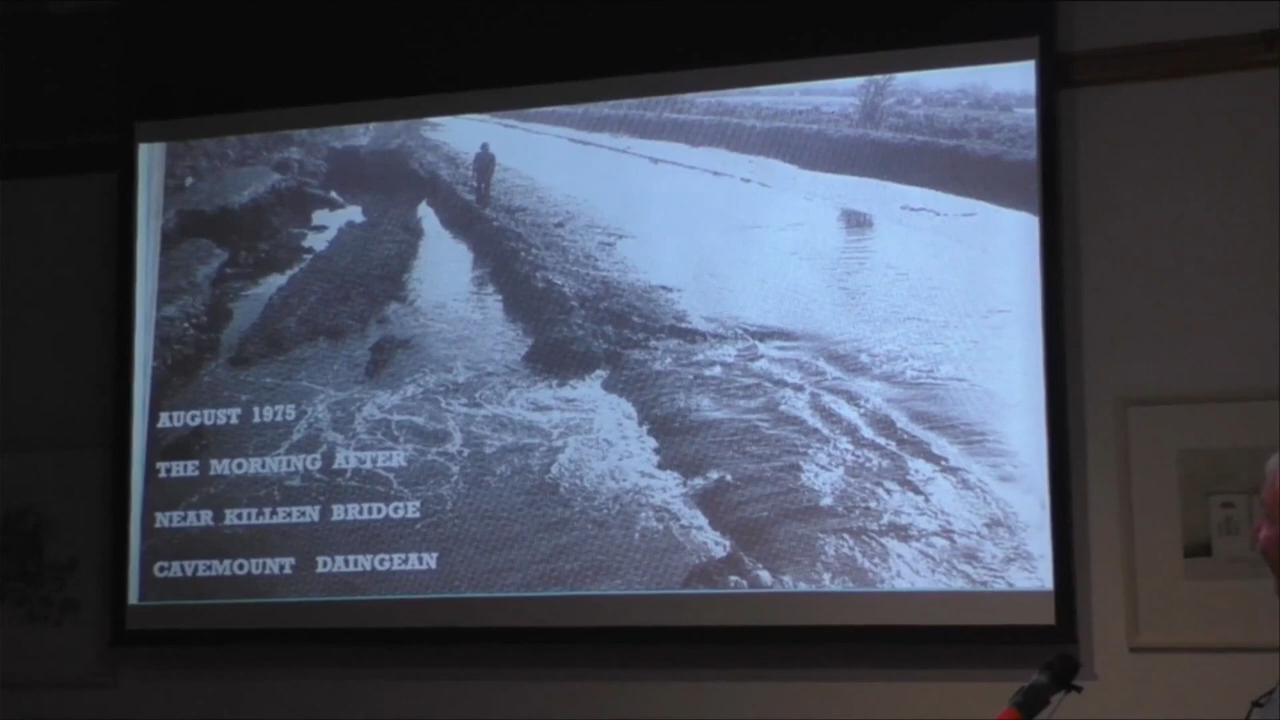 AUGUST 1975
THE MORNING AFTER
NEAR KILLEEN BRIDGE
CAVEMOUNT DAINGEAN